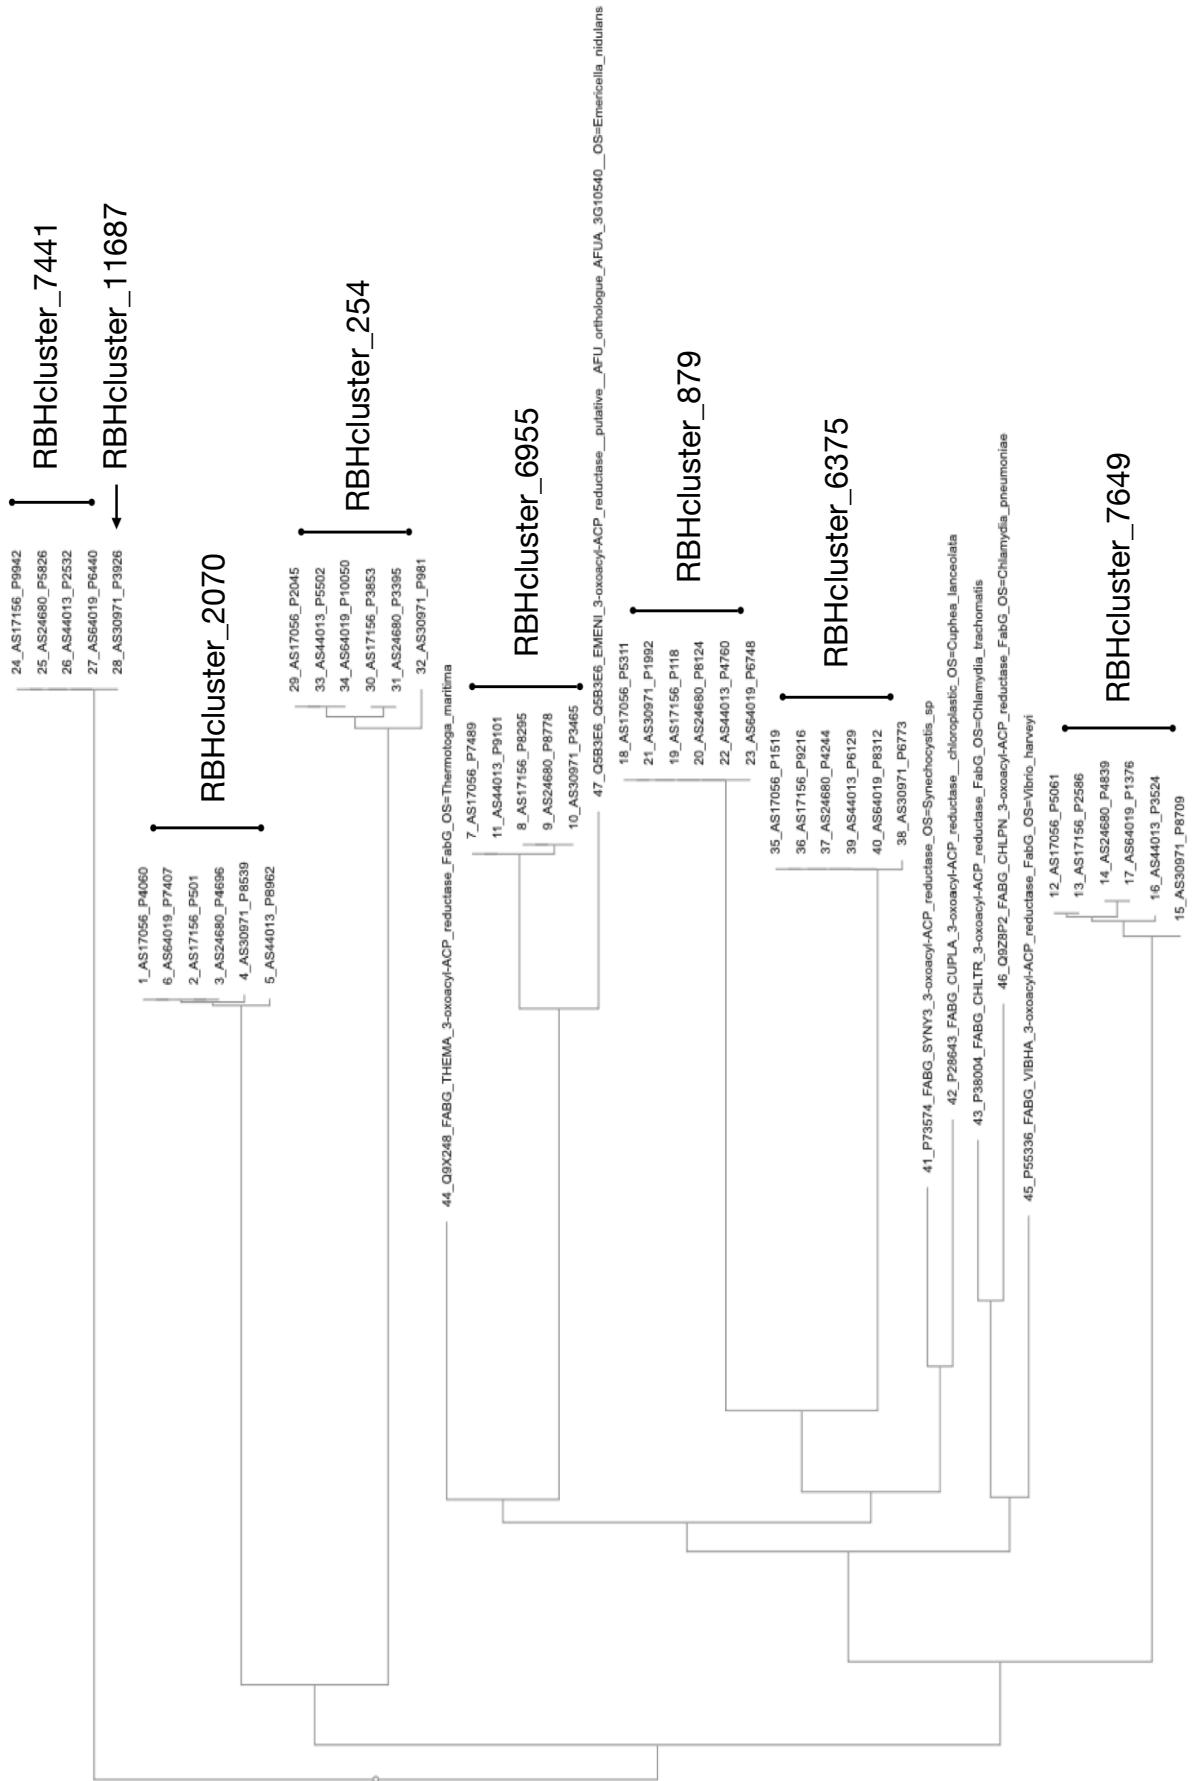 24_AS17156_P9942
25_AS24680_P5826
26_AS44013_P2532
27_AS64019_P6440
RBHcluster_7441
28_AS30971_P3926
RBHcluster_11687
1_AS17056_P4060
6_AS64019_P7407
2_AS17156_P501
3_AS24680_P4696
4_AS30971_P8539
5_AS44013_P8962
RBHcluster_2070
29_AS17056_P2045
33_AS44013_P5502
34_AS64019_P10050
30_AS17156_P3853
31_AS24680_P3395
32_AS30971_P981
RBHcluster_254
44_Q9X248_FABG_THEMA_3-oxoacyl-ACP_reductase_FabG_OS=Thermotoga_maritima
7_AS17056_P7489
11_AS44013_P9101
8_AS17156_P8295
9_AS24680_P8778
10_AS30971_P3465
RBHcluster_6955
47_Q5B3E6_Q5B3E6_EMENI_3-oxoacyl-ACP_reductase__putative__AFU_orthologue_AFUA_3G10540__OS=Emericella_nidulans
18_AS17056_P5311
21_AS30971_P1992
19_AS17156_P118
20_AS24680_P8124
22_AS44013_P4760
23_AS64019_P6748
RBHcluster_879
35_AS17056_P1519
36_AS17156_P9216
37_AS24680_P4244
39_AS44013_P6129
40_AS64019_P8312
38_AS30971_P6773
RBHcluster_6375
41_P73574_FABG_SYNY3_3-oxoacyl-ACP_reductase_OS=Synechocystis_sp
42_P28643_FABG_CUPLA_3-oxoacyl-ACP_reductase__chloroplastic_OS=Cuphea_lanceolata
43_P38004_FABG_CHLTR_3-oxoacyl-ACP_reductase_FabG_OS=Chlamydia_trachomatis
46_Q9Z8P2_FABG_CHLPN_3-oxoacyl-ACP_reductase_FabG_OS=Chlamydia_pneumoniae
45_P55336_FABG_VIBHA_3-oxoacyl-ACP_reductase_FabG_OS=Vibrio_harveyi
12_AS17056_P5061
13_AS17156_P2586
14_AS24680_P4839
17_AS64019_P1376
16_AS44013_P3524
15_AS30971_P8709
RBHcluster_7649